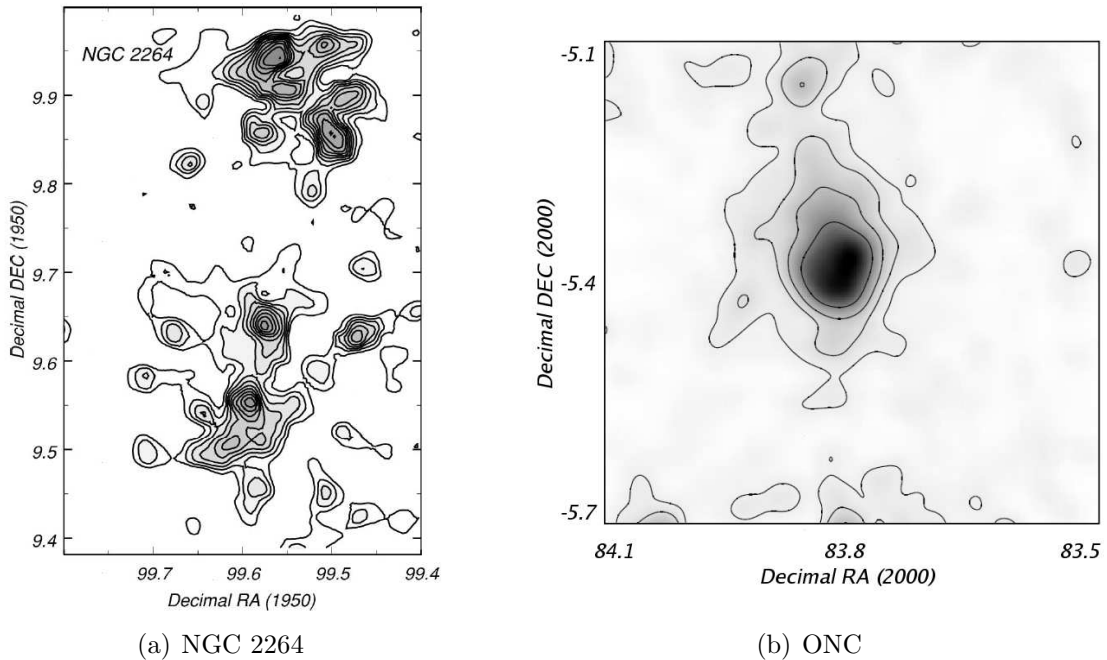 NGC 2264
9.9
9.8
9.7
9.6
9.5
9.4
Decimal DEC (1950)
99.7 99.6 99.5 99.4
Decimal RA (1950)
(a) NGC 2264
-5.1
-5.4
-5.7
Decimal DEC (2000)
84.1 83.8 83.5
Decimal RA (2000)
(b) ONC